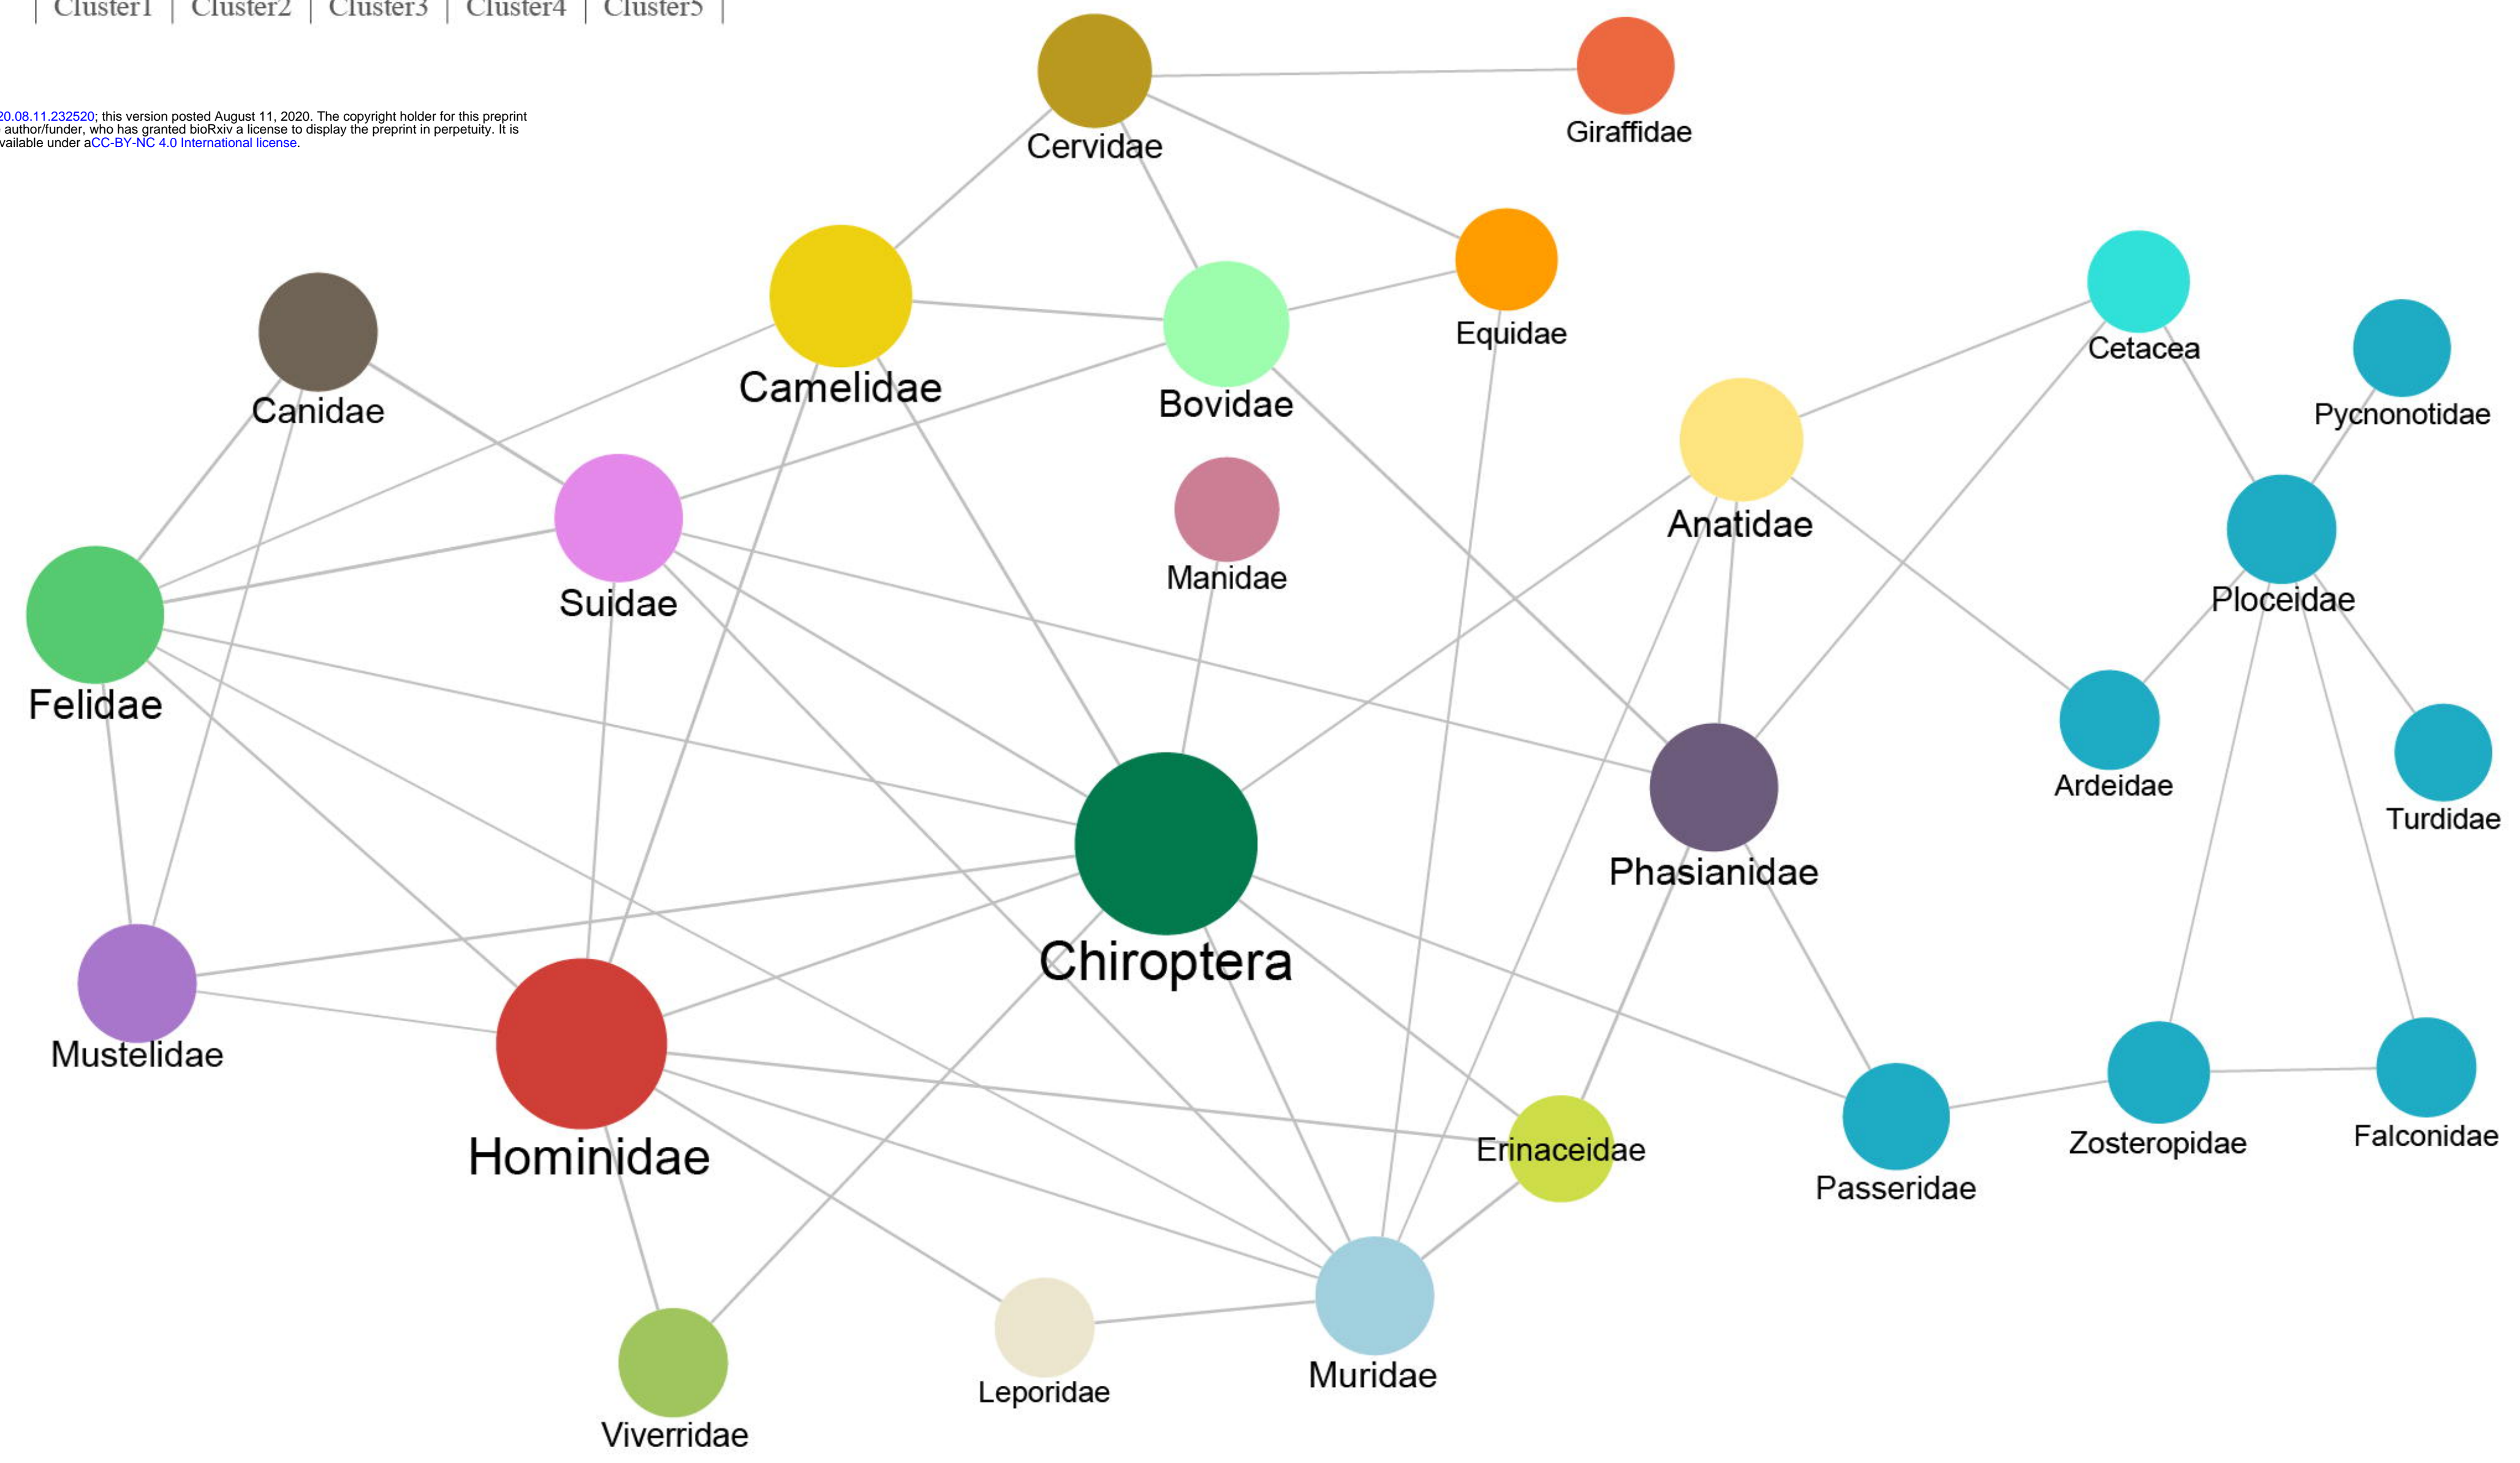 Cluster1 | Cluster2 | Cluster3 | Cluster4 | Cluster5
20.08.11.232520; this version posted August 11, 2020. The copyright holder for this preprint
author/funder, who has granted bioRxiv a license to display the preprint in perpetuity. It is
vailable under aCC-BY-NC 4.0 International license.
Cervidae
Giraffidae
Equidae
Cetacea
Camelidae
Bovidae
Canidae
Pycnonotidae
Anatidae
Manidae
Suidae
Ploceidae
Felidae
Ardeidae
Turdidae
Phasianidae
Chiroptera
Mustelidae
Hominidae
Erinaceidae
Passeridae
Zosteropidae
Falconidae
Muridae
Leporidae
Viverridae